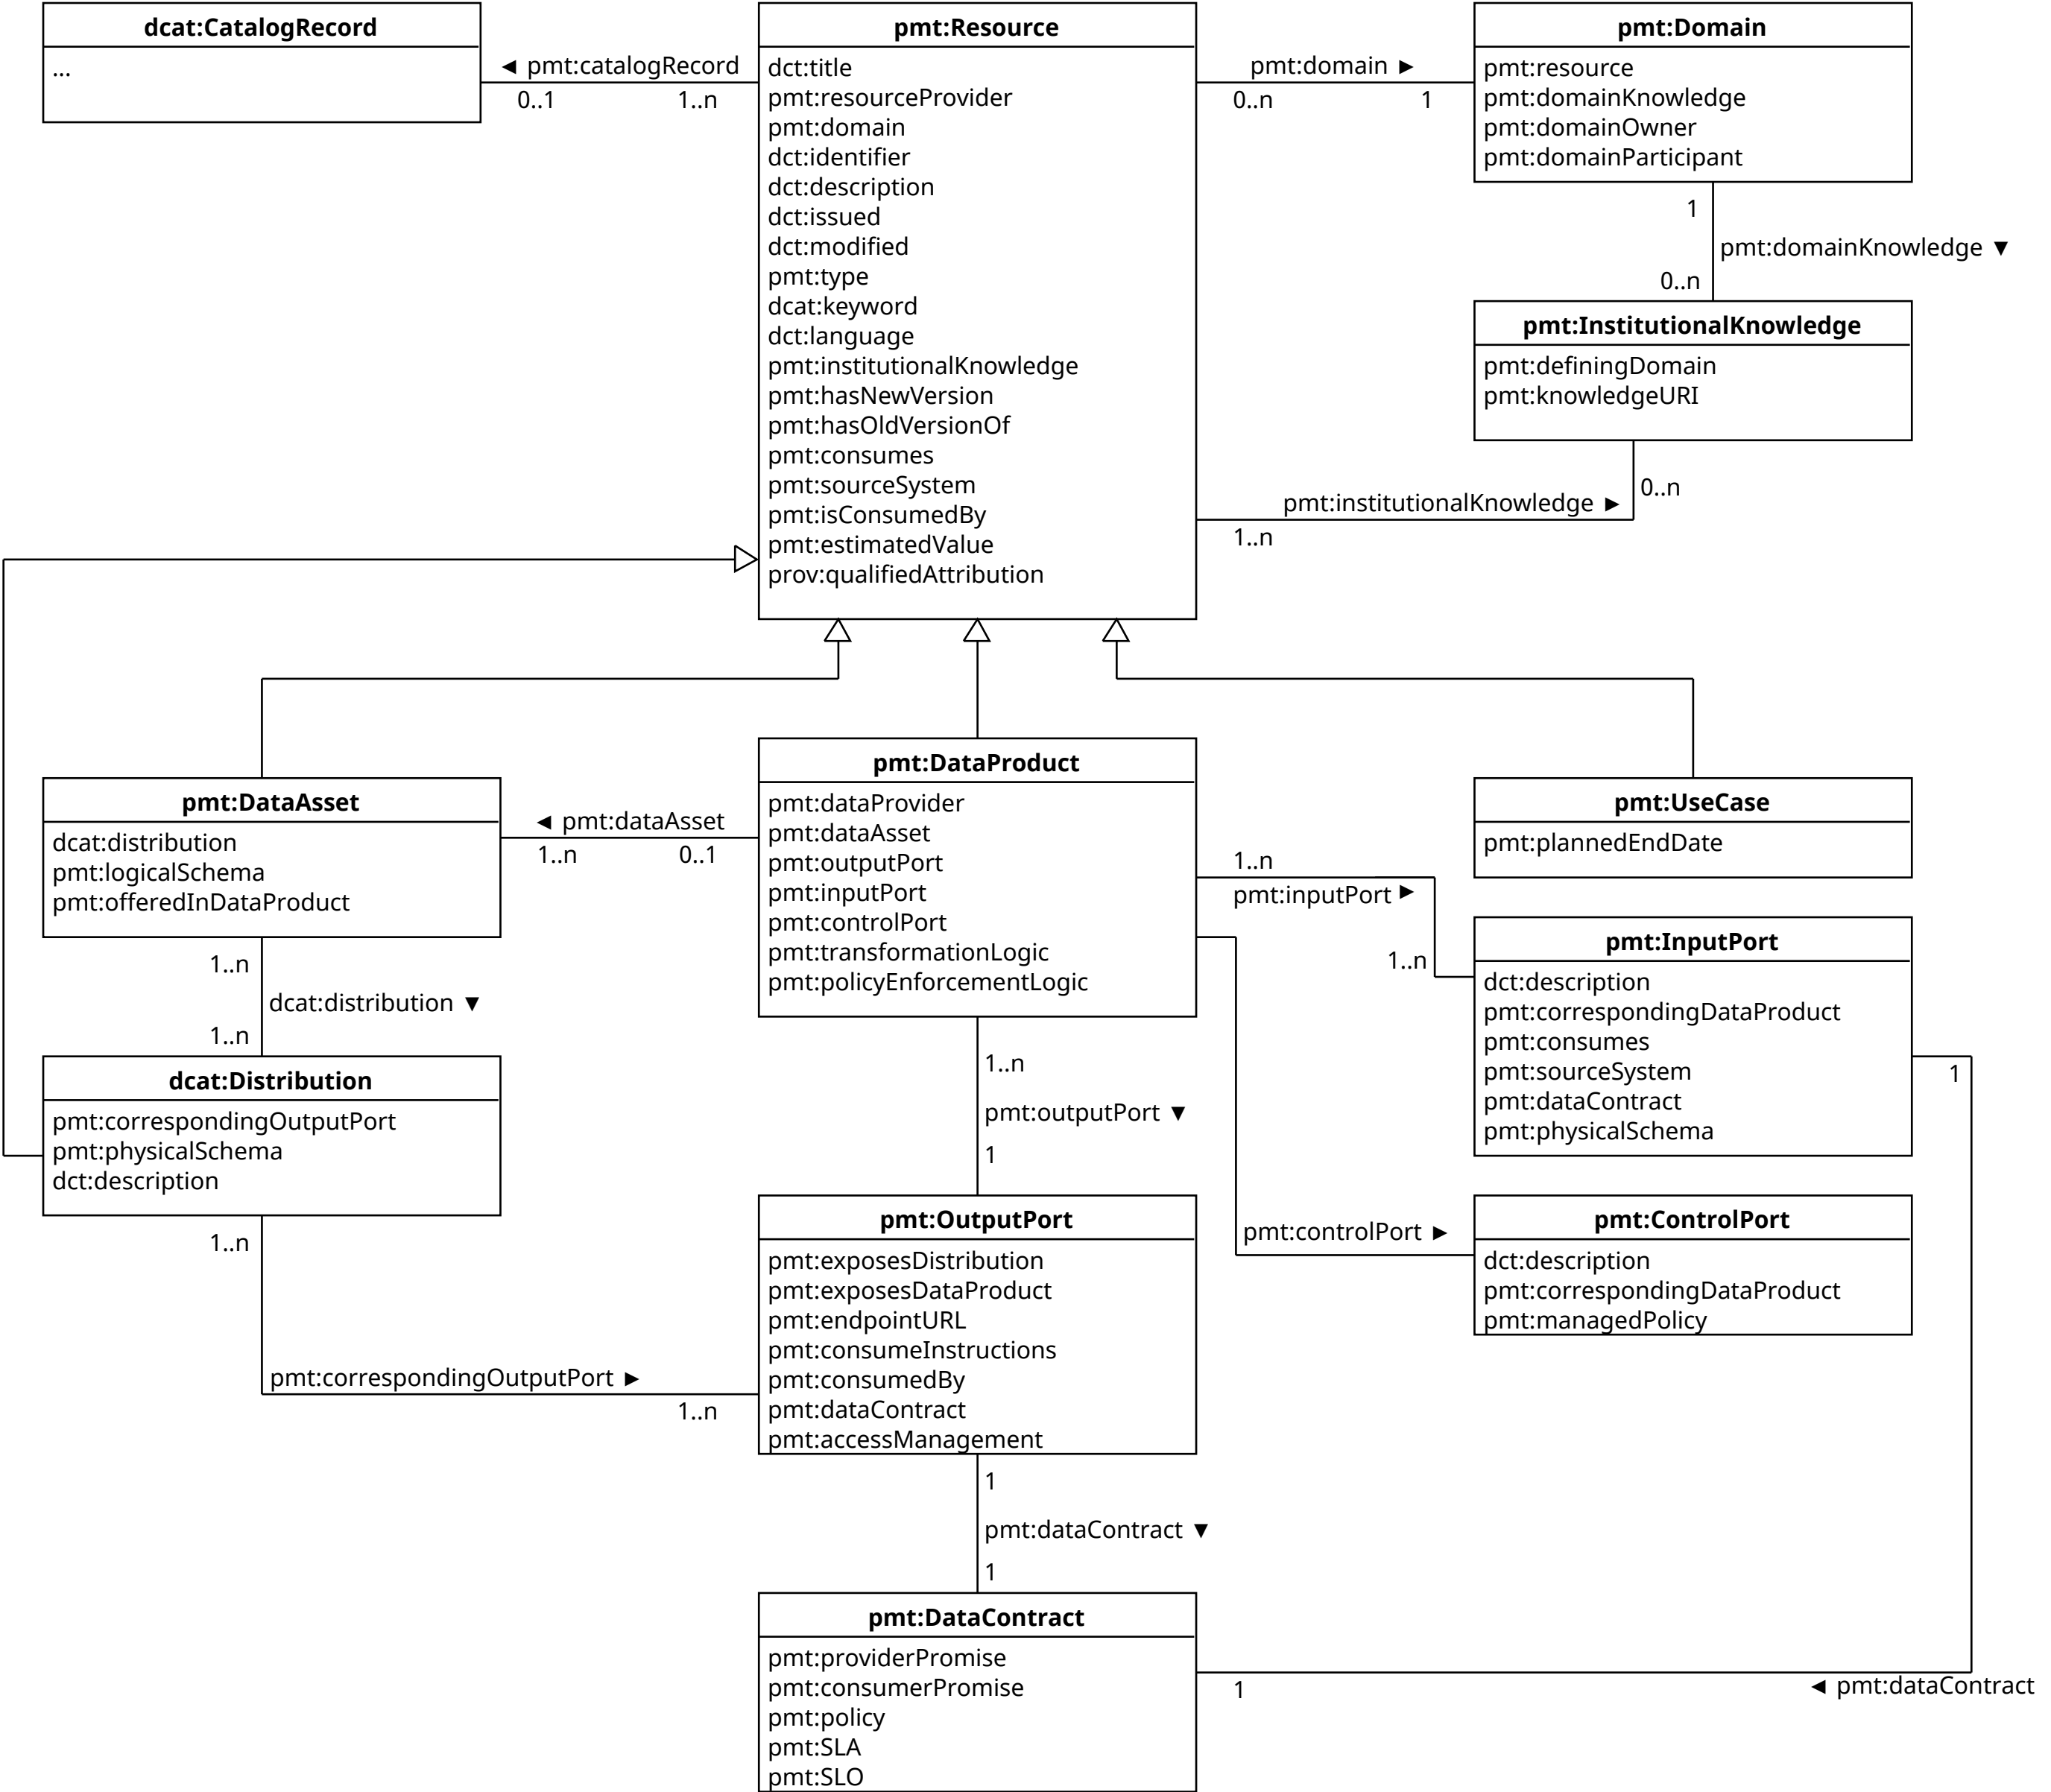 dcat:CatalogRecord
...
◄ pmt:catalogRecord
0..1
1..n
pmt:Resource
dct:title
pmt:resourceProvider
pmt:domain
dct:identifier
dct:description
dct:issued
dct:modified
pmt:type
dcat:keyword
dct:language
pmt:institutionalKnowledge
pmt:hasNewVersion
pmt:hasOldVersionOf
pmt:consumes
pmt:sourceSystem
pmt:isConsumedBy
pmt:estimatedValue
prov:qualifiedAttribution
pmt:domain ►
0..n
1
pmt:Domain
pmt:resource
pmt:domainKnowledge
pmt:domainOwner
pmt:domainParticipant
1
pmt:domainKnowledge ▼
0..n
pmt:InstitutionalKnowledge
pmt:definingDomain
pmt:knowledgeURI
0..n
pmt:institutionalKnowledge ►
1..n
pmt:DataAsset
dcat:distribution
pmt:logicalSchema
pmt:offeredInDataProduct
◄ pmt:dataAsset
1..n
0..1
pmt:DataProduct
pmt:dataProvider
pmt:dataAsset
pmt:outputPort
pmt:inputPort
pmt:controlPort
pmt:transformationLogic
pmt:policyEnforcementLogic
1..n
pmt:inputPort ►
1..n
pmt:UseCase
pmt:plannedEndDate
pmt:InputPort
dct:description
pmt:correspondingDataProduct
pmt:consumes
pmt:sourceSystem
pmt:dataContract
pmt:physicalSchema
1
1..n
dcat:distribution ▼
1..n
dcat:Distribution
pmt:correspondingOutputPort
pmt:physicalSchema
dct:description
1..n
pmt:outputPort ▼
1
pmt:controlPort ►
pmt:ControlPort
dct:description
pmt:correspondingDataProduct
pmt:managedPolicy
1..n
pmt:correspondingOutputPort ►
1..n
pmt:OutputPort
pmt:exposesDistribution
pmt:exposesDataProduct
pmt:endpointURL
pmt:consumeInstructions
pmt:consumedBy
pmt:dataContract
pmt:accessManagement
1
pmt:dataContract ▼
1
pmt:DataContract
pmt:providerPromise
pmt:consumerPromise
pmt:policy
pmt:SLA
pmt:SLO
1
◄ pmt:dataContract